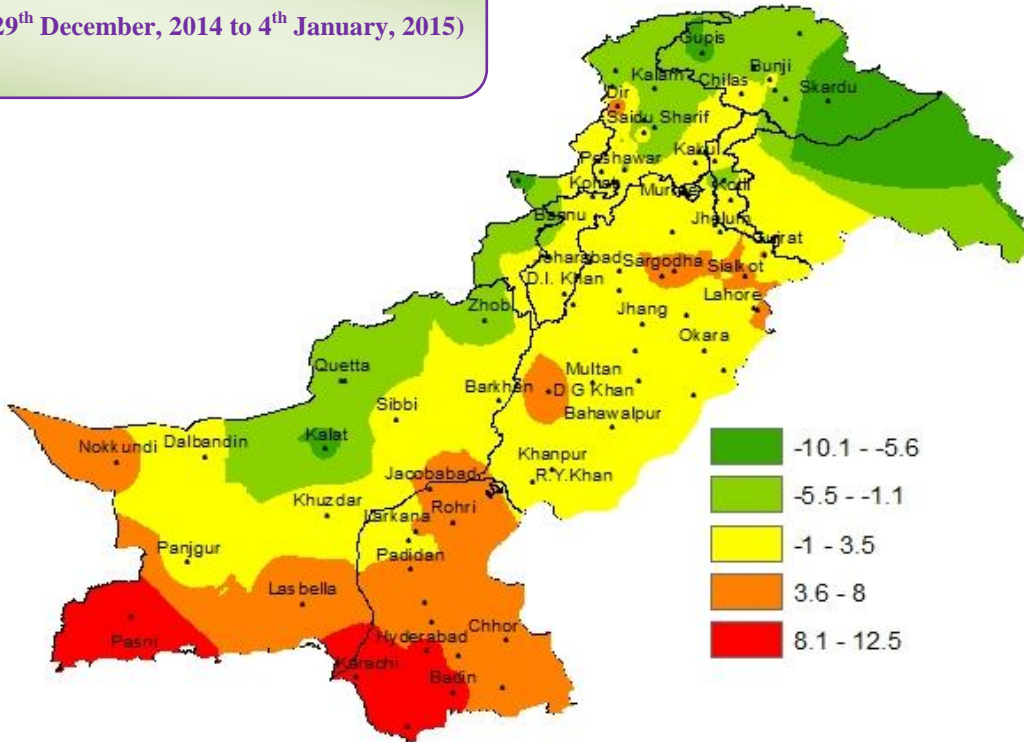 29th December, 2014 to 4th January, 2015)
Gupis
Kalam
Chilas
Bunji
Skardu
Dir
Saidu Sharif
Peshawar
Kakul
Kohat
Murree
Kotli
Bannu
Jhelum
Gujrat
Sargodha
Sialkot
D.I. Khan
Lahore
Zhob
Jhang
Okara
Quetta
Multan
Barkhan
D G Khan
Sibbi
Bahawalpur
Kalat
Nokkundi
Dalbandin
Khanpur
Jacobabad
R.Y.Khan
Khuzdar
Rohri
Larkana
Panjgur
Padidan
Lasbella
Chhor
Hyderabad
Pasni
Karachi
Badin
-10.1 - -5.6
-5.5 - -1.1
-1 - 3.5
3.6 - 8
8.1 - 12.5